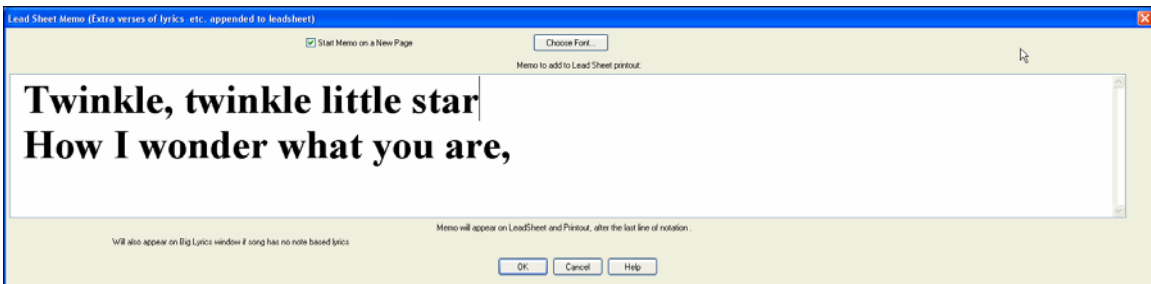 Lead Sheet Memo (Extra verses of lyrics etc. appended to leadsheet)
Start Memo on a New Page
Choose Font...
Memo to add to Lead Sheet printout:
Twinkle, twinkle little star
How I wonder what you are,
Memo will appear on LeadSheet and Printout, after the last line of notation .
Will also appear on Big Lyrics window if song has no note based lyrics
OK Cancel Help